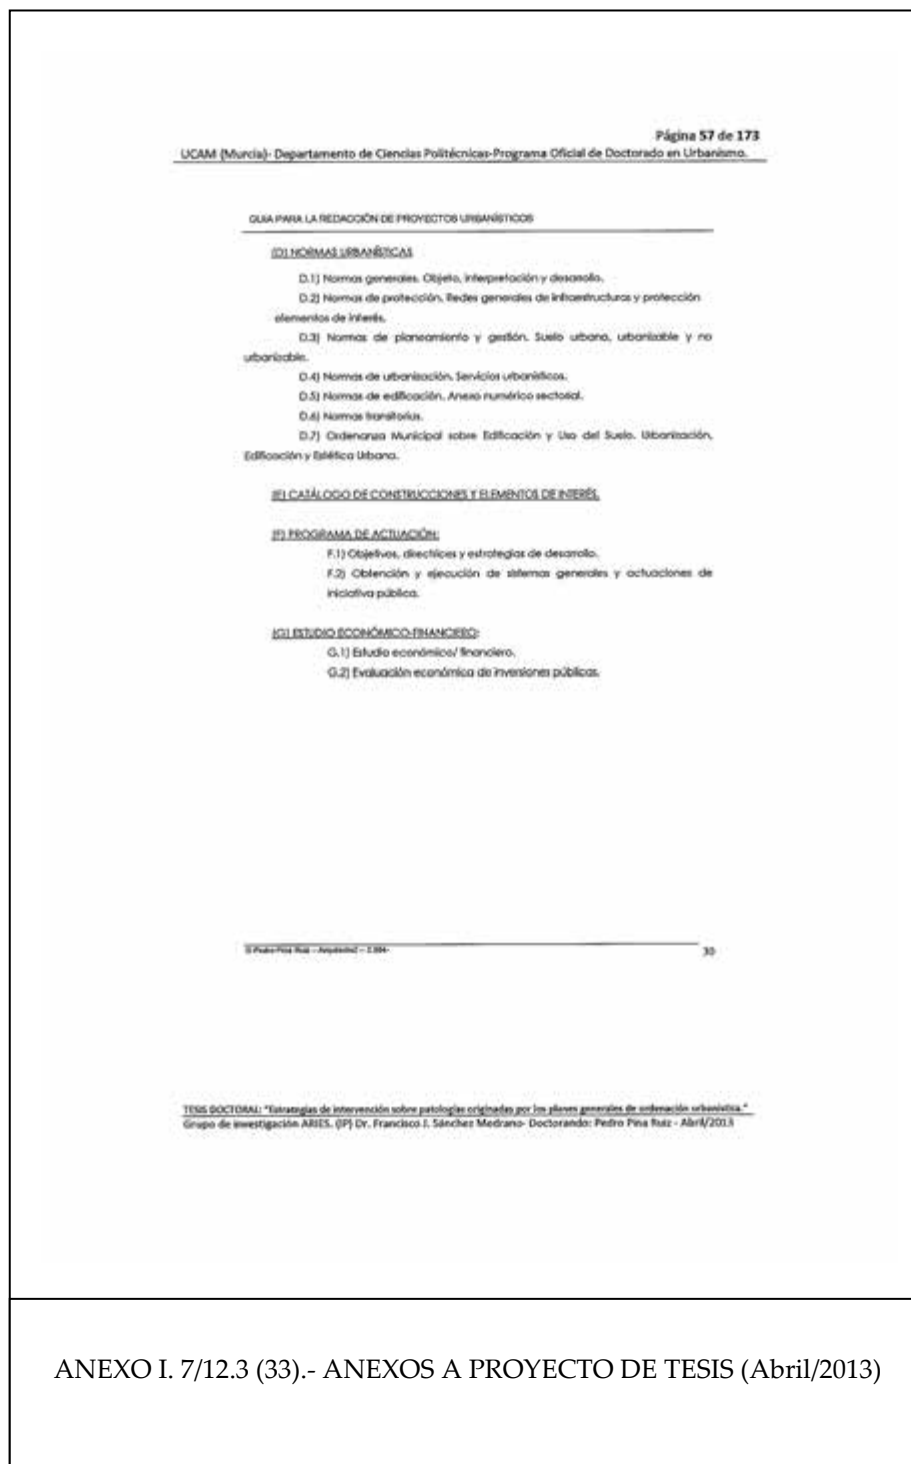 Página 57 de 173
UCAM (Murcia)- Departamento de Ciencias Politécnicas-Programa Oficial de Doctorado en Urbanismo.
GUIA PARA LA REDACCIÓN DE PROYECTOS URBANÍSTICOS
(D) NORMAS URBANÍSTICAS
D.1) Normas generales. Objeto, interpretación y desarrollo.
D.2) Normas de protección. Redes generales de infraestructuras y protección
elementos de interés.
D.3) Normas de planeamiento y gestión. Suelo urbano, urbanizable y no
urbanizable.
D.4) Normas de urbanización. Servicios urbanísticos.
D.5) Normas de edificación. Anexo numérico sectorial.
D.6) Normas transitorias.
D.7) Ordenanza Municipal sobre Edificación y Uso del Suelo. Urbanización,
Edificación y Estética Urbana.
(E) CATÁLOGO DE CONSTRUCCIONES Y ELEMENTOS DE INTERÉS.
(F) PROGRAMA DE ACTUACIÓN:
F.1) Objetivos, directrices y estrategias de desarrollo.
F.2) Obtención y ejecución de sistemas generales y actuaciones de
iniciativa pública.
(G) ESTUDIO ECONÓMICO-FINANCIERO:
G.1) Estudio económico/ financiero.
G.2) Evaluación económica de inversiones públicas.
Pedro Pina Ruiz – 30
TESIS DOCTORAL: "Estrategias de intervención sobre patologías originadas por los planes generales de ordenación urbanística."
Grupo de investigación ARIES. (IP) Dr. Francisco J. Sánchez Medrano- Doctorando: Pedro Pina Ruiz - Abril/2013
ANEXO I. 7/12.3 (33).- ANEXOS A PROYECTO DE TESIS (Abril/2013)